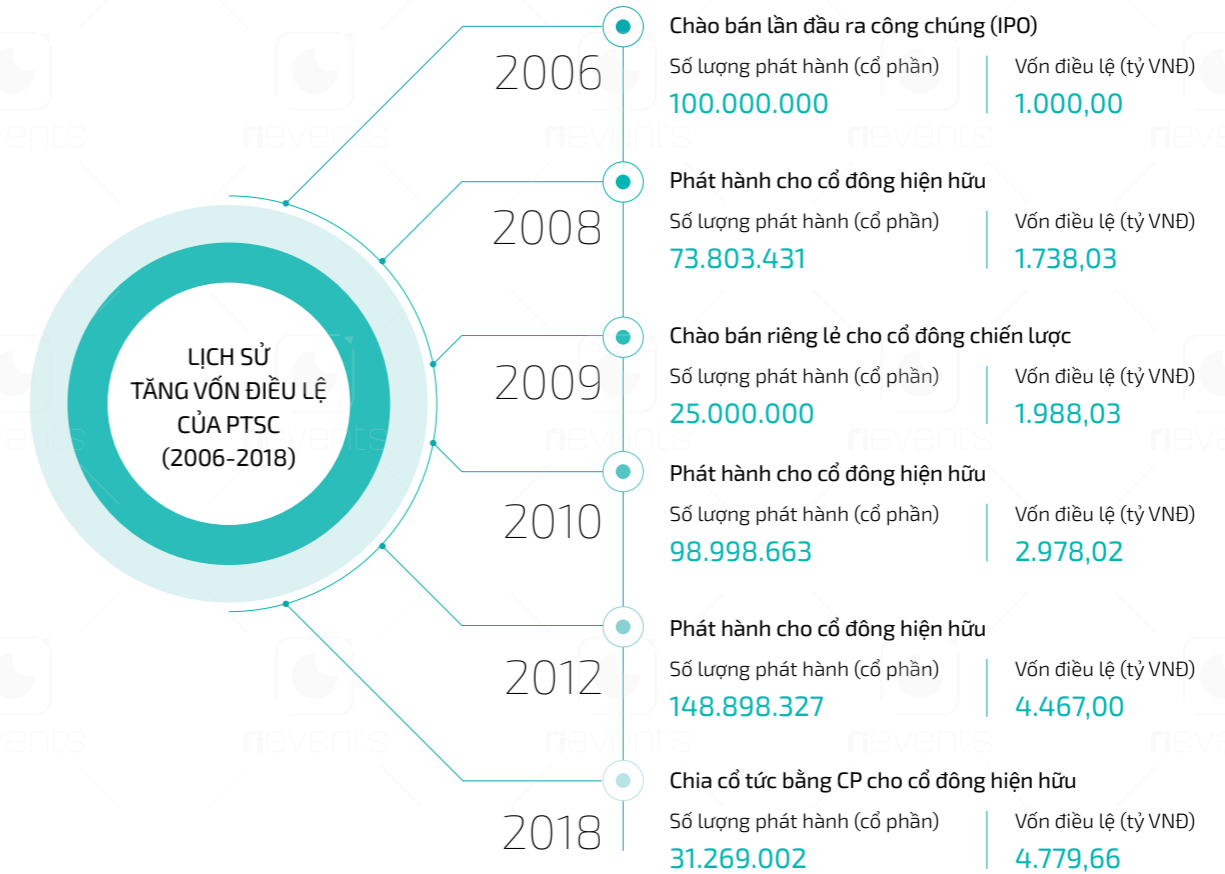 LỊCH SỬ
TĂNG VỐN ĐIỀU LỆ
CỦA PTSC
(2006-2018)
2006
Chào bán lần đầu ra công chúng (IPO)
Số lượng phát hành (cổ phần) Vốn điều lệ (tỷ VNĐ)
100.000.000 1.000,00
2008
Phát hành cho cổ đông hiện hữu
Số lượng phát hành (cổ phần) Vốn điều lệ (tỷ VNĐ)
73.803.431 1.738,03
2009
Chào bán riêng lẻ cho cổ đông chiến lược
Số lượng phát hành (cổ phần) Vốn điều lệ (tỷ VNĐ)
25.000.000 1.988,03
2010
Phát hành cho cổ đông hiện hữu
Số lượng phát hành (cổ phần) Vốn điều lệ (tỷ VNĐ)
98.998.663 2.978,02
2012
Phát hành cho cổ đông hiện hữu
Số lượng phát hành (cổ phần) Vốn điều lệ (tỷ VNĐ)
148.898.327 4.467,00
2018
Chia cổ tức bằng CP cho cổ đông hiện hữu
Số lượng phát hành (cổ phần) Vốn điều lệ (tỷ VNĐ)
31.269.002 4.779,66